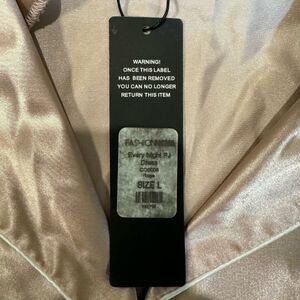 WARNING!
ONCE THIS LABEL
HAS BEEN REMOVED
YOU CAN NO LONGER
RETURN THIS ITEM
FASHIONNOVA
Every Night PJ
Dress
Rose
SIZE L